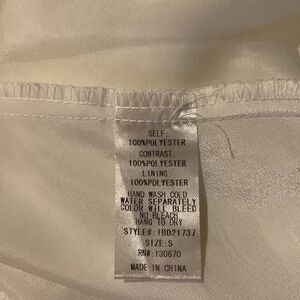 SELF:
100%POLYESTER
CONTRAST:
100%POLYESTER
LINING:
100%POLYESTER
HAND WASH COLD
WATER SEPARATELY
COLOR WILL BLEED
NO BLEACH
HANG TO DRY
STYLE#:IBD21737
SIZE:S
RN#:130670
MADE IN CHINA